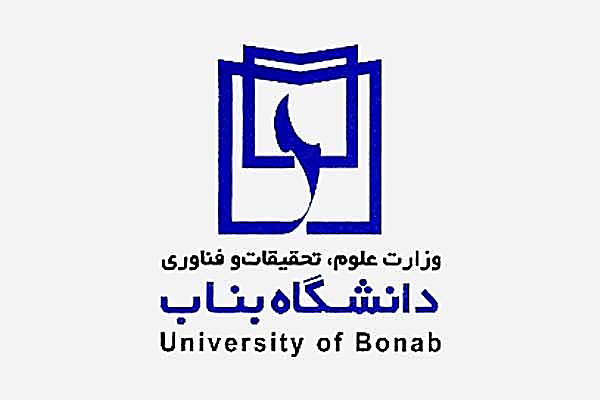 وزارت علوم، تحقیقات و فناوری
دانشگاه بناب
University of Bonab